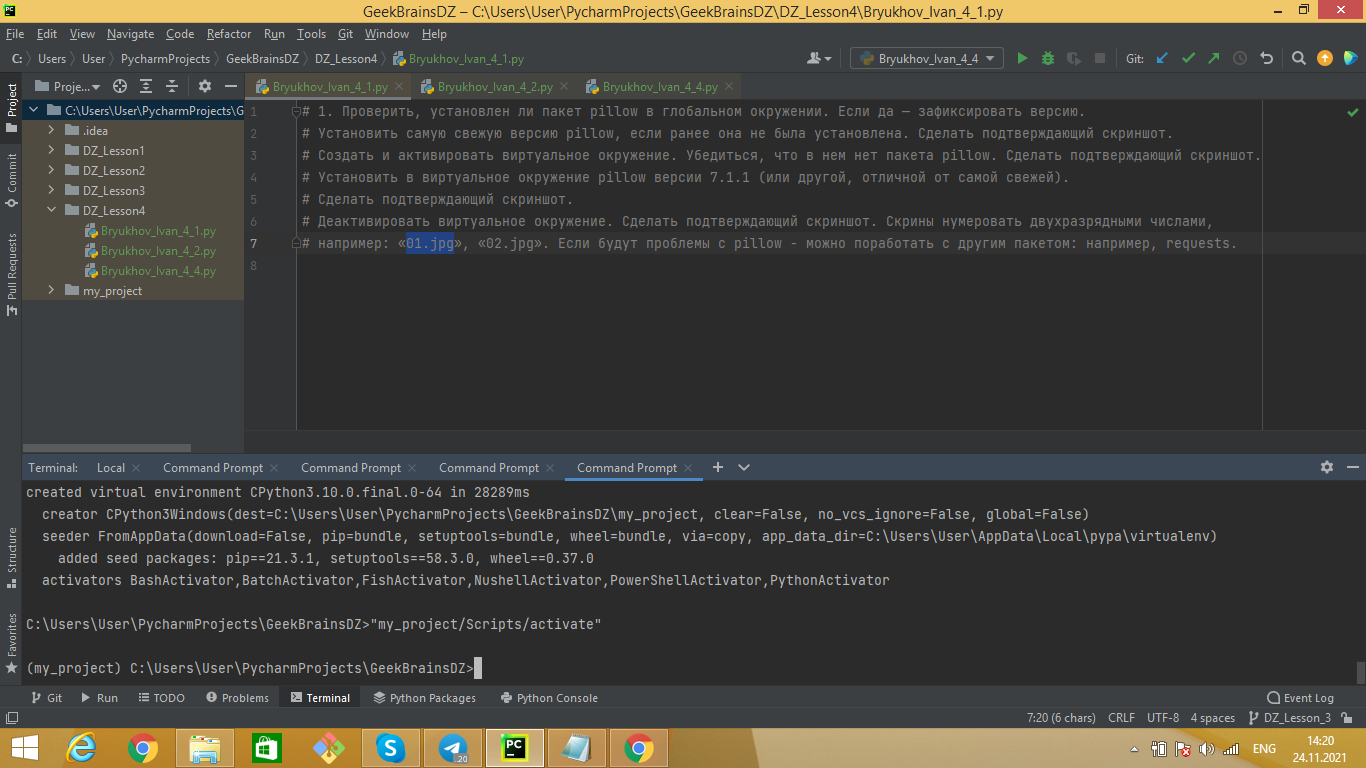 GeekBrainsDZ – C:\Users\User\PycharmProjects\GeekBrainsDZ\DZ_Lesson4\Bryukhov_Ivan_4_1.py
File Edit View Navigate Code Refactor Run Tools Git Window Help
C: Users User PycharmProjects GeekBrainsDZ DZ_Lesson4 Bryukhov_Ivan_4_1.py
Bryukhov_Ivan_4_4 Git:
Project
Commit
Pull Requests
Structure
Favorites
Proje...
C:\Users\User\PycharmProjects\G
.idea
DZ_Lesson1
DZ_Lesson2
DZ_Lesson3
DZ_Lesson4
Bryukhov_Ivan_4_1.py
Bryukhov_Ivan_4_2.py
Bryukhov_Ivan_4_4.py
my_project
Bryukhov_Ivan_4_1.py Bryukhov_Ivan_4_2.py Bryukhov_Ivan_4_4.py
1 # 1. Проверить, установлен ли пакет pillow в глобальном окружении. Если да — зафиксировать версию.
2 # Установить самую свежую версию pillow, если ранее она не была установлена. Сделать подтверждающий скриншот.
3 # Создать и активировать виртуальное окружение. Убедиться, что в нем нет пакета pillow. Сделать подтверждающий скриншот.
4 # Установить в виртуальное окружение pillow версии 7.1.1 (или другой, отличной от самой свежей).
5 # Сделать подтверждающий скриншот.
6 # Деактивировать виртуальное окружение. Сделать подтверждающий скриншот. Скрины нумеровать двухразрядными числами,
7 # например: «01.jpg», «02.jpg». Если будут проблемы с pillow - можно поработать с другим пакетом: например, requests.
8
Terminal: Local Command Prompt Command Prompt Command Prompt Command Prompt
created virtual environment CPython3.10.0.final.0-64 in 28289ms
creator CPython3Windows(dest=C:\Users\User\PycharmProjects\GeekBrainsDZ\my_project, clear=False, no_vcs_ignore=False, global=False)
seeder FromAppData(download=False, pip=bundle, setuptools=bundle, wheel=bundle, via=copy, app_data_dir=C:\Users\User\AppData\Local\pypa\virtualenv)
added seed packages: pip==21.3.1, setuptools==58.3.0, wheel==0.37.0
activators BashActivator,BatchActivator,FishActivator,NushellActivator,PowerShellActivator,PythonActivator
C:\Users\User\PycharmProjects\GeekBrainsDZ>"my_project/Scripts/activate"
(my_project) C:\Users\User\PycharmProjects\GeekBrainsDZ>
Git Run TODO Problems Terminal Python Packages Python Console Event Log
7:20 (6 chars) CRLF UTF-8 4 spaces DZ_Lesson_3
PC
.20
ENG
14:20
24.11.2021